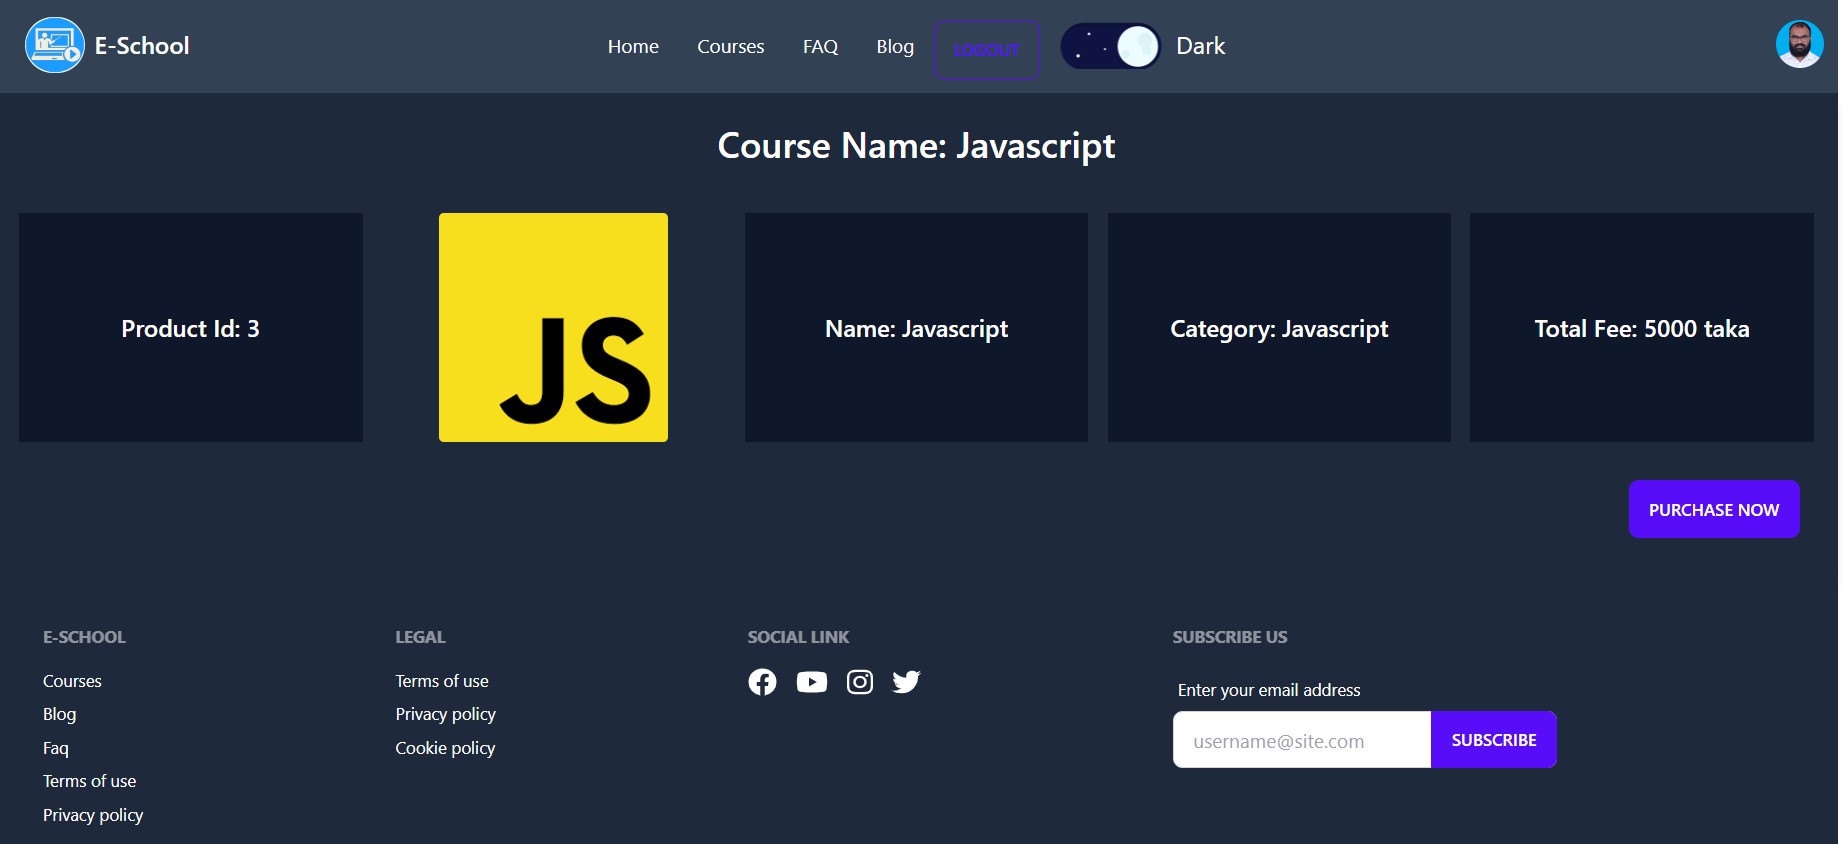 E-School
Home Courses FAQ Blog LOGOUT Dark
Course Name: Javascript
Product Id: 3
JS
Name: Javascript
Category: Javascript
Total Fee: 5000 taka
PURCHASE NOW
E-SCHOOL
Courses
Blog
Faq
Terms of use
Privacy policy
LEGAL
Terms of use
Privacy policy
Cookie policy
SOCIAL LINK
SUBSCRIBE US
Enter your email address
username@site.com SUBSCRIBE